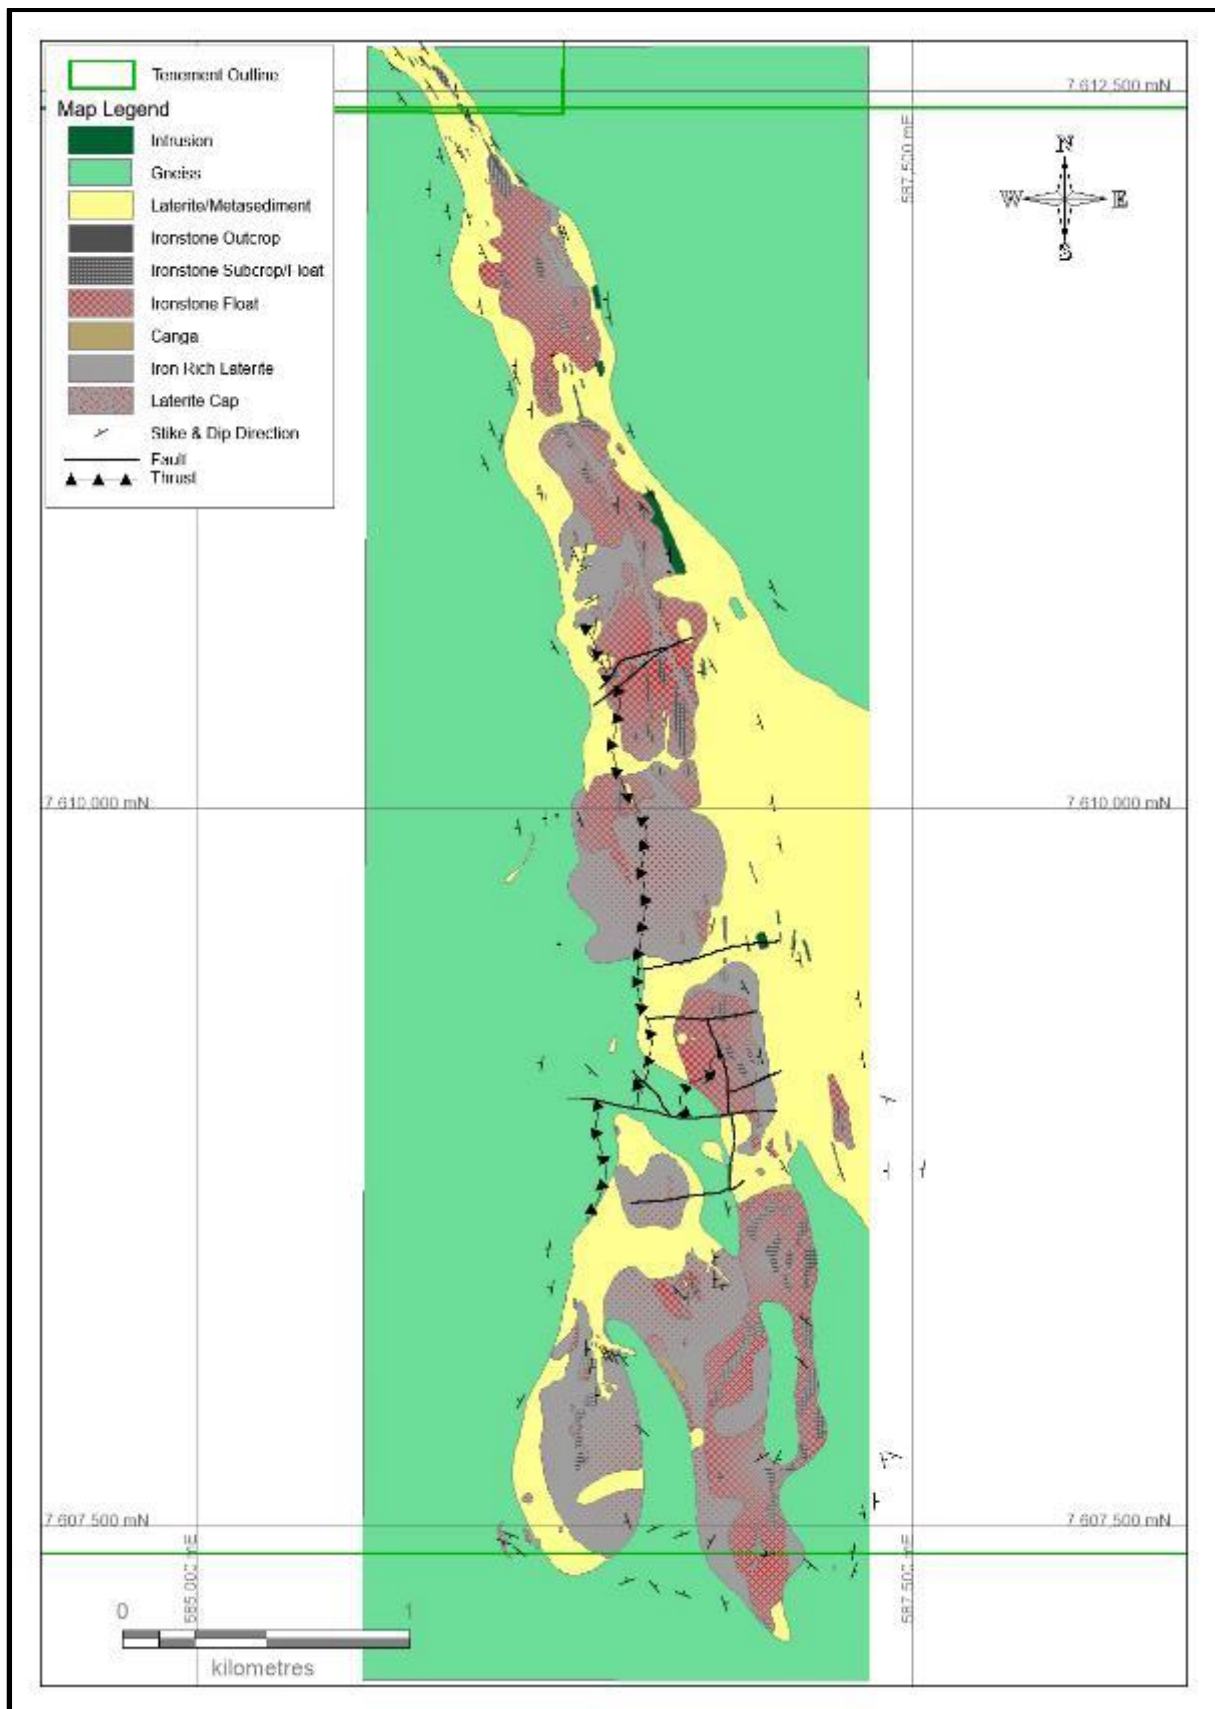 Tenement Outline
Map Legend
Intrusion
Gneiss
Laterite/Metasediment
Ironstone Outcrop
Ironstone Subcrop/Float
Ironstone Float
Canga
Iron Rich Laterite
Laterite Cap
Stike & Dip Direction
Fault
Thrust
7 612,500 mN
587,500 mE
N
W E
S
7 610,000 mN 7 610,000 mN
7 607,500 mN 7 607,500 mN
585,000 mE 587,500 mE
0 1
kilometres